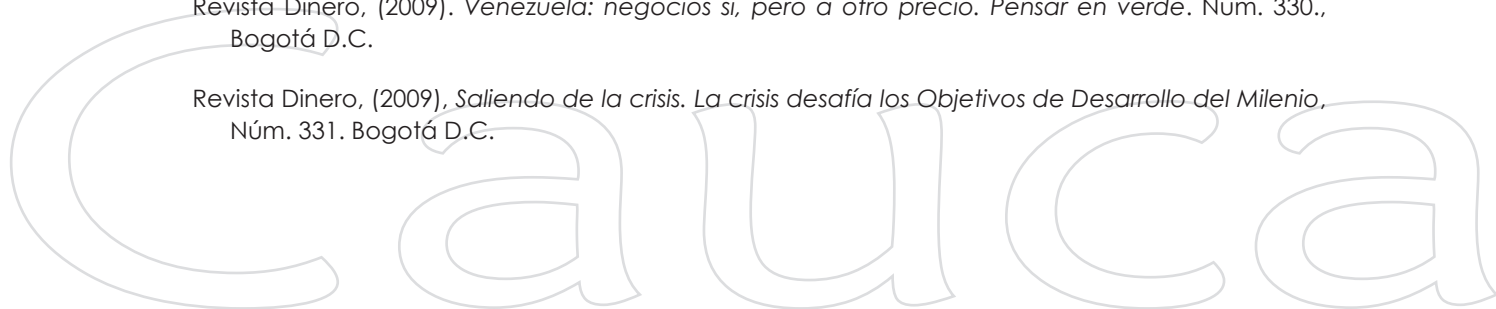 Revista Dinero, (2009). Venezuela: negocios sí, pero a otro precio. Pensar en verde. Núm. 330.,
Bogotá D.C.
Revista Dinero, (2009), Saliendo de la crisis. La crisis desafía los Objetivos de Desarrollo del Milenio,
Núm. 331. Bogotá D.C.
Cauca